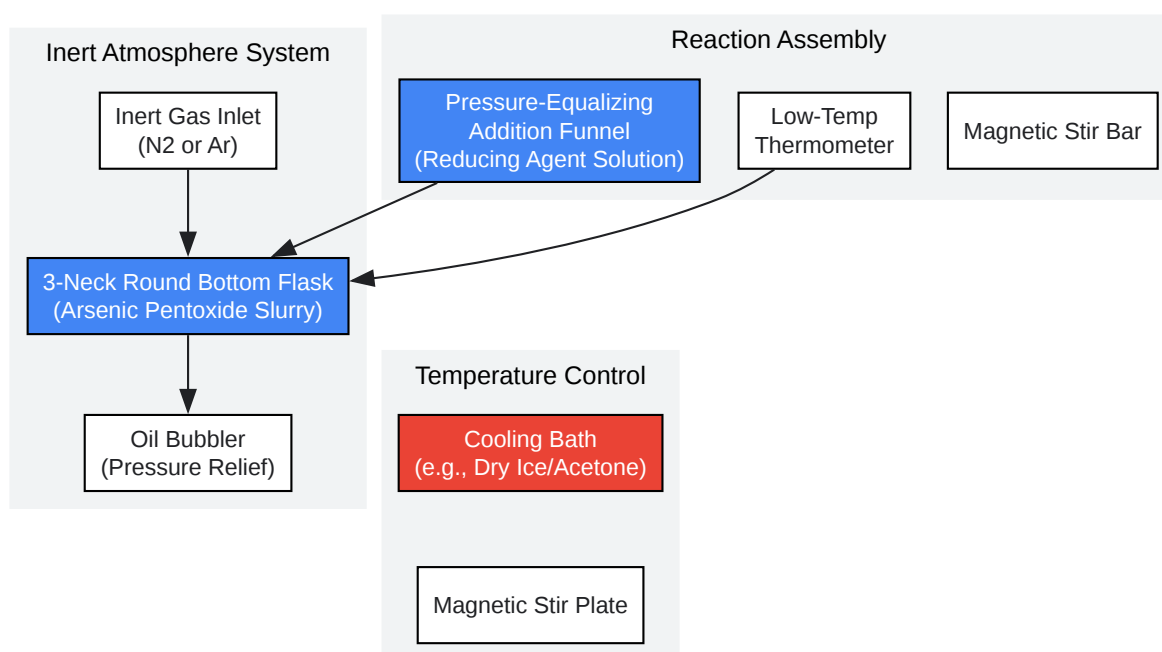 Inert Atmosphere System
Inert Gas Inlet
(N2 or Ar)
3-Neck Round Bottom Flask
(Arsenic Pentoxide Slurry)
Oil Bubbler
(Pressure Relief)
Reaction Assembly
Pressure-Equalizing
Addition Funnel
(Reducing Agent Solution)
Low-Temp
Thermometer
Magnetic Stir Bar
Temperature Control
Cooling Bath
(e.g., Dry Ice/Acetone)
Magnetic Stir Plate